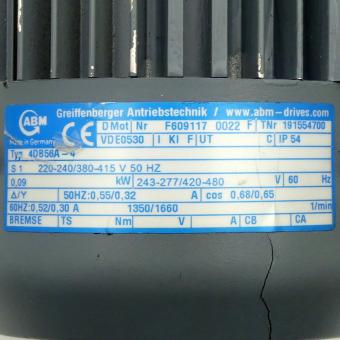 ABM
Made in Germany
CE
Greiffenberger Antriebstechnik / www.abm-drives.com
D Mot Nr F609117 0022 F TNr 191554700
VDE0530 I KI F UT C IP 54
Typ 4D856A-4
S 1 220-240/380-415 V 50 HZ
0,09 kW 243-277/420-480 V 60 Hz
Δ/Y 50HZ:0,55/0,32 A cos 0,68/0,65
60HZ:0,52/0,30 A 1350/1660 1/min
BREMSE TS Nm V A CB CA